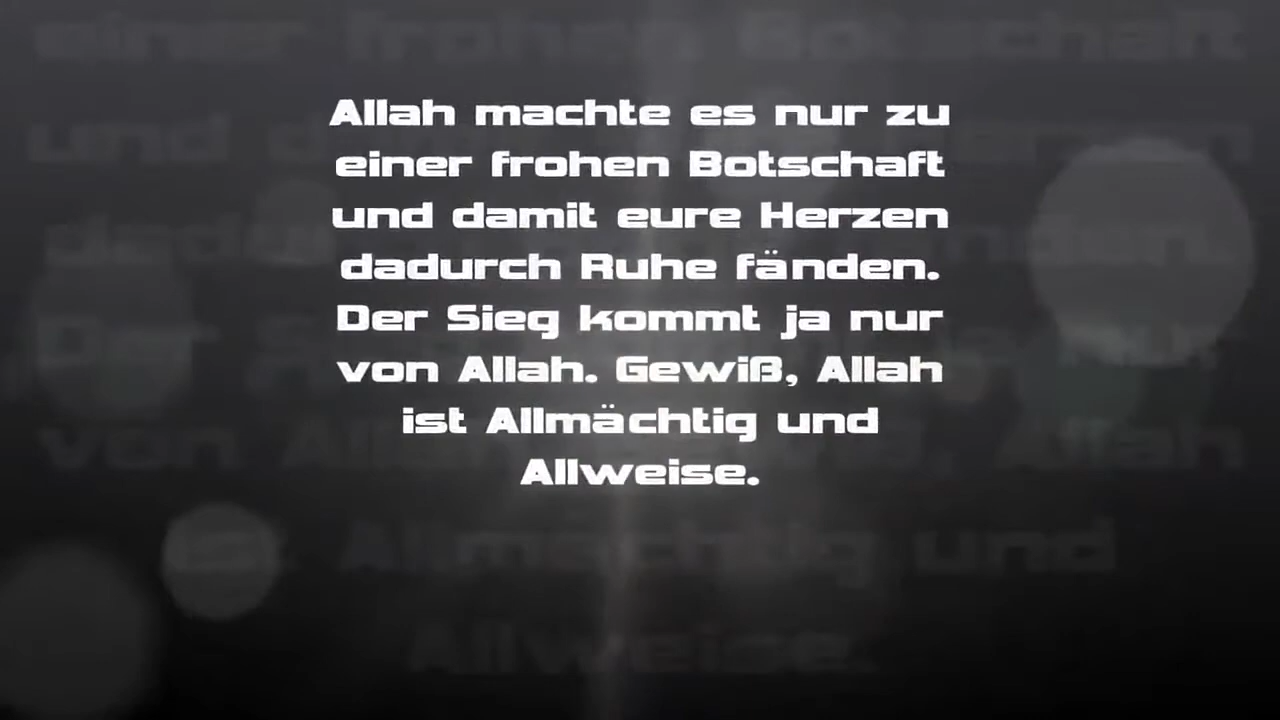 Allah machte es nur zu
einer frohen Botschaft
und damit eure Herzen
dadurch Ruhe fänden.
Der Sieg kommt ja nur
von Allah. Gewiß, Allah
ist Allmächtig und
Allweise.